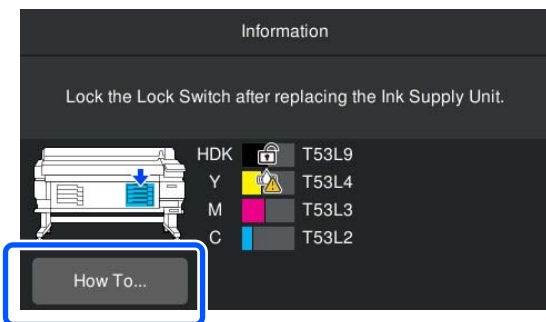 Information
Lock the Lock Switch after replacing the Ink Supply Unit.
HDK T53L9
Y T53L4
M T53L3
C T53L2
How To...